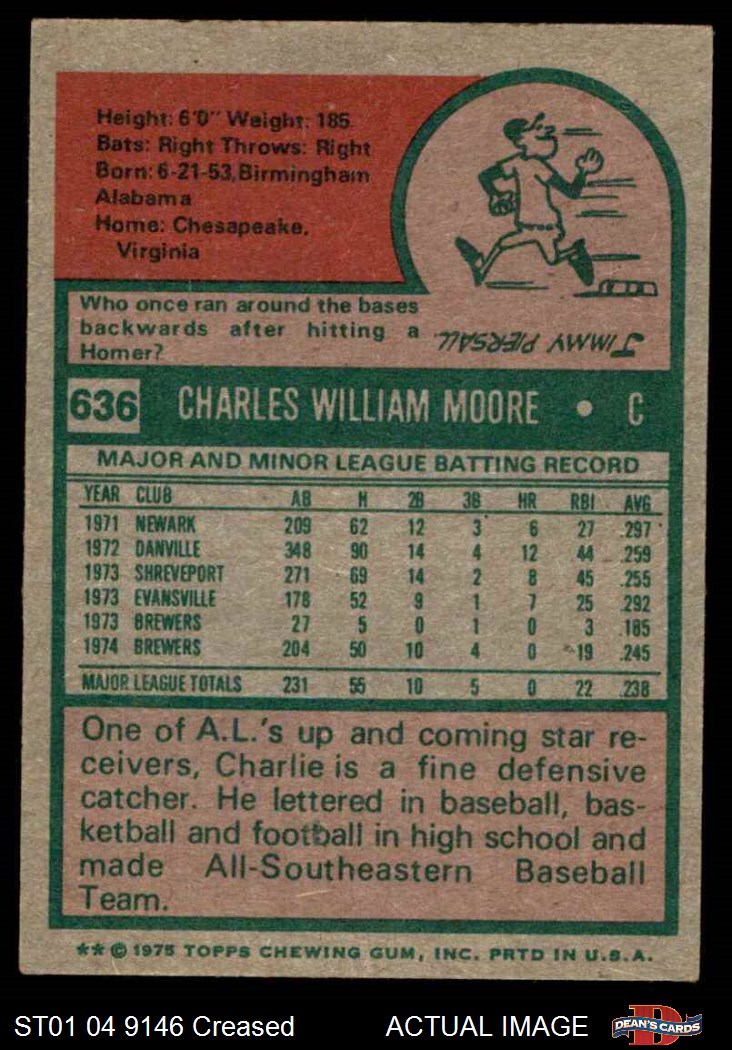 Height: 6'0" Weight: 185
Bats: Right Throws: Right
Born: 6-21-53, Birmingham
Alabama
Home: Chesapeake,
Virginia
Who once ran around the bases
backwards after hitting a
Homer?
JIMMY PIERSALL
636 CHARLES WILLIAM MOORE • C
MAJOR AND MINOR LEAGUE BATTING RECORD
YEAR CLUB AB H 2B 3B HR RBI AVG
1971 NEWARK 209 62 12 3 6 27 .297
1972 DANVILLE 348 90 14 4 12 44 .259
1973 SHREVEPORT 271 69 14 2 8 45 .255
1973 EVANSVILLE 178 52 9 1 7 25 .292
1973 BREWERS 27 5 0 1 0 3 .185
1974 BREWERS 204 50 10 4 0 19 .245
MAJOR LEAGUE TOTALS 231 55 10 5 0 22 .238
One of A.L.'s up and coming star re-
ceivers, Charlie is a fine defensive
catcher. He lettered in baseball, bas-
ketball and football in high school and
made All-Southeastern Baseball
Team.
** © 1975 TOPPS CHEWING GUM, INC. PRTD IN U.S.A.
ST01 04 9146 Creased ACTUAL IMAGE
D
DEAN'S CARDS